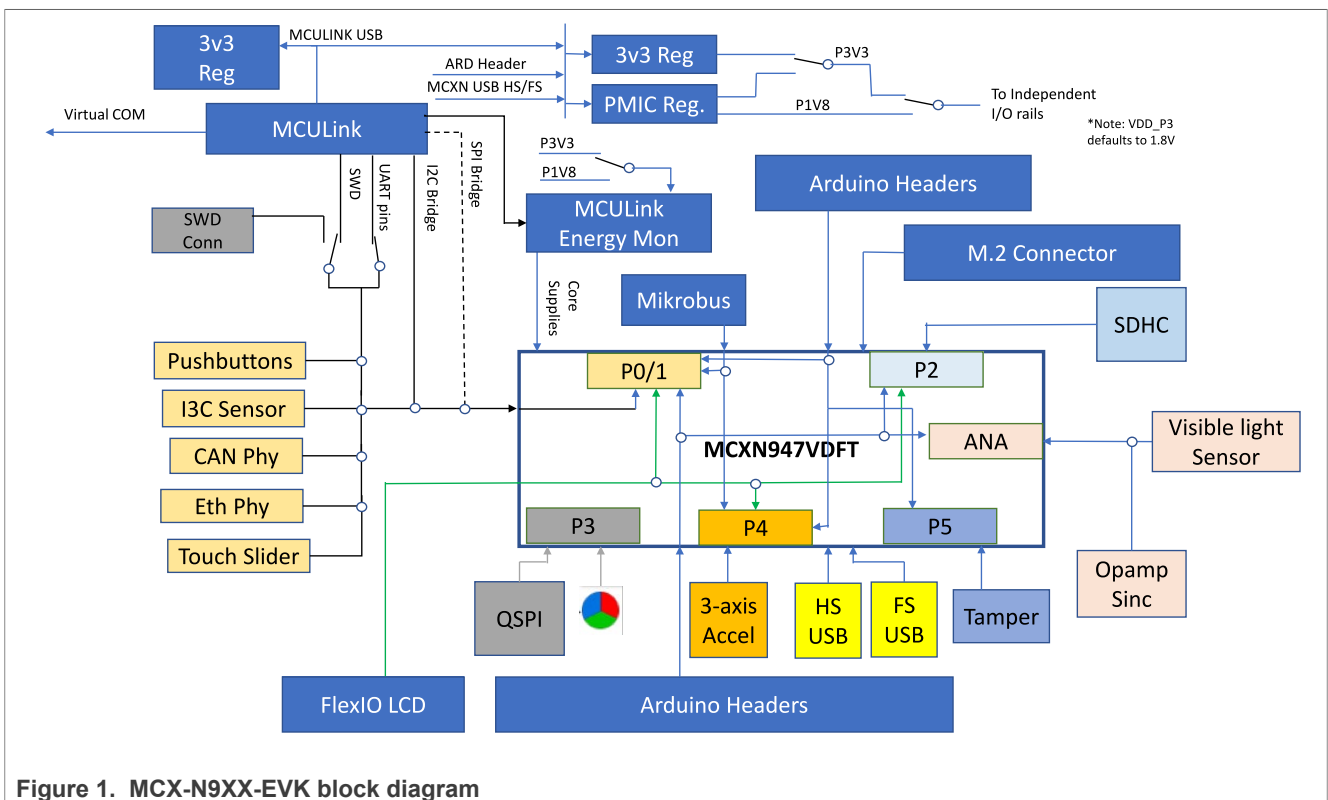 3v3
Reg
MCULINK USB
ARD Header
MCXN USB HS/FS
3v3 Reg
PMIC Reg.
P3V3
P1V8
To Independent
I/O rails
*Note: VDD_P3
defaults to 1.8V
Virtual COM
MCULink
SWD
UART pins
I2C Bridge
SPI Bridge
P3V3
P1V8
MCULink
Energy Mon
Arduino Headers
SWD
Conn
M.2 Connector
Core
Supplies
Mikrobus
SDHC
Pushbuttons
I3C Sensor
CAN Phy
Eth Phy
Touch Slider
P0/1
P2
MCXN947VDFT
ANA
Visible light
Sensor
P3
P4
P5
QSPI
3-axis
Accel
HS
USB
FS
USB
Tamper
Opamp
Sinc
FlexIO LCD
Arduino Headers
Figure 1. MCX-N9XX-EVK block diagram